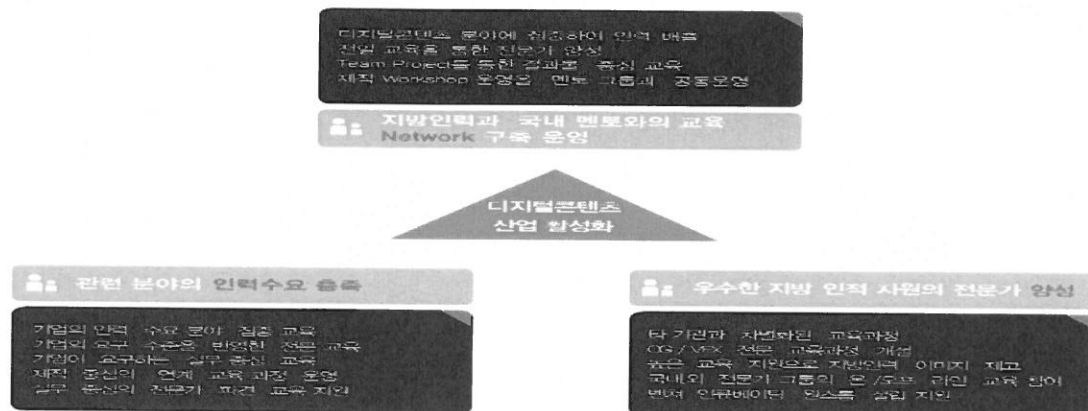 디지털콘텐츠 분야에 집중하여 인력 배출
전일 교육을 통한 전문가 양성
Team Project를 통한 결과물 중심 교육
제작 Workshop 운영은 멘토 그룹과 공동운영
지방인력과 국내 멘토와의 교육
Network 구축 운영
디지털콘텐츠
산업 활성화
관련 분야의 인력수요 충족
우수한 지방 인적 자원의 전문가 양성
기업의 인력 수요 분야 집중 교육
기업의 요구 수준을 반영한 전문 교육
기업이 요구하는 실무 중심 교육
제작 중심의 연계 교육 과정 운영
실무 중심의 전문가 파견 교육 지원
타 기관과 차별화된 교육과정
CG / VFX 전문 교육과정 개설
높은 교육 지원으로 지방인력 이미지 제고
국내외 전문가 그룹의 온 /오프 라인 교육 참여
벤처 인큐베이팅 원스톱 설립 지원